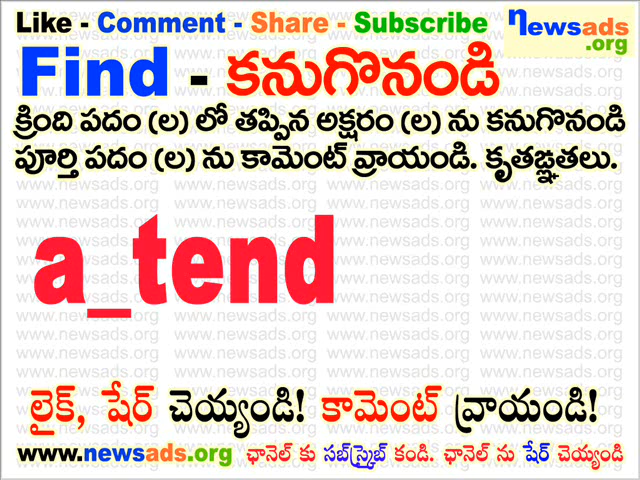 Like - Comment - Share - Subscribe
newsads
.org
Find - కనుగొనండి
క్రింది పదం (ల) లో తప్పిన అక్షరం (ల) ను కనుగొనండి
పూర్తి పదం (ల) ను కామెంట్ వ్రాయండి. కృతఙ్ఞతలు.
a_tend
లైక్, షేర్ చెయ్యండి! కామెంట్ వ్రాయండి!
www.newsads.org ఛానెల్ కు సబ్‌స్క్రైబ్ కండి. ఛానెల్ ను షేర్ చెయ్యండి